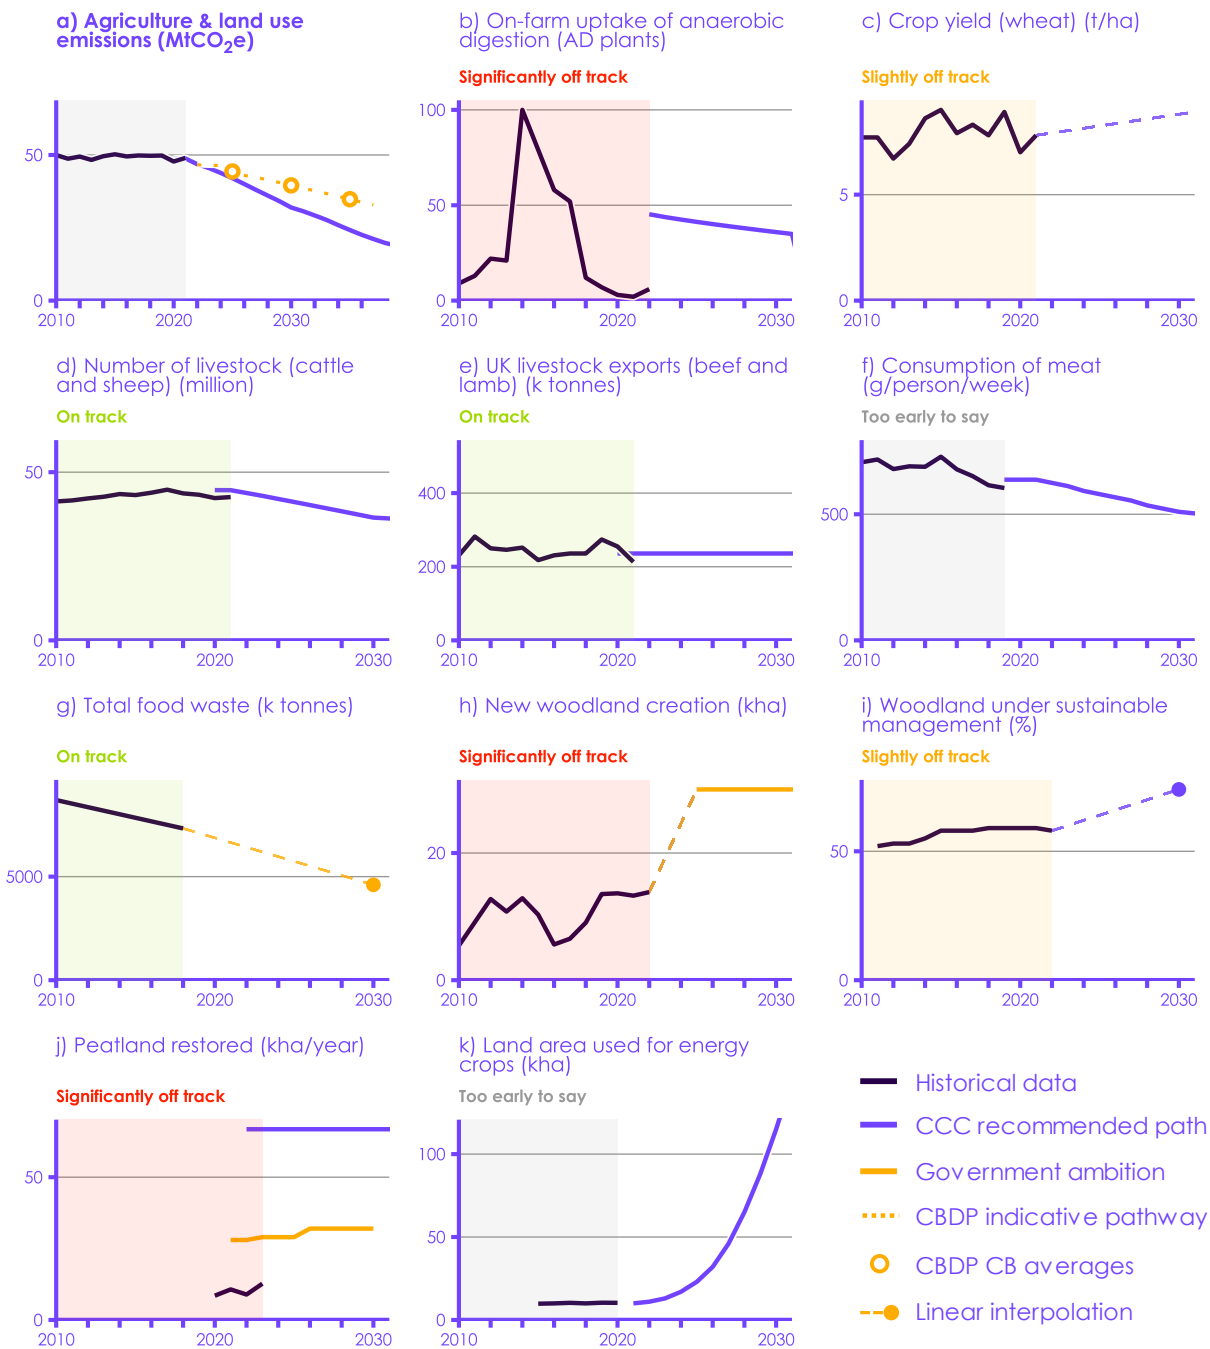 a) Agriculture & land use
emissions (MtCO2e)
50
0
2010
2020
2030
b) On-farm uptake of anaerobic
digestion (AD plants)
Significantly off track
100
50
0
2010
2020
2030
c) Crop yield (wheat) (t/ha)
Slightly off track
5
0
2010
2020
2030
d) Number of livestock (cattle
and sheep) (million)
On track
50
0
2010
2020
2030
e) UK livestock exports (beef and
lamb) (k tonnes)
On track
400
200
0
2010
2020
2030
f) Consumption of meat
(g/person/week)
Too early to say
500
0
2010
2020
2030
g) Total food waste (k tonnes)
On track
5000
0
2010
2020
2030
h) New woodland creation (kha)
Significantly off track
20
0
2010
2020
2030
i) Woodland under sustainable
management (%)
Slightly off track
50
0
2010
2020
2030
j) Peatland restored (kha/year)
Significantly off track
50
0
2010
2020
2030
k) Land area used for energy
crops (kha)
Too early to say
100
50
0
2010
2020
2030
Historical data
CCC recommended path
Government ambition
CBDP indicative pathway
CBDP CB averages
Linear interpolation